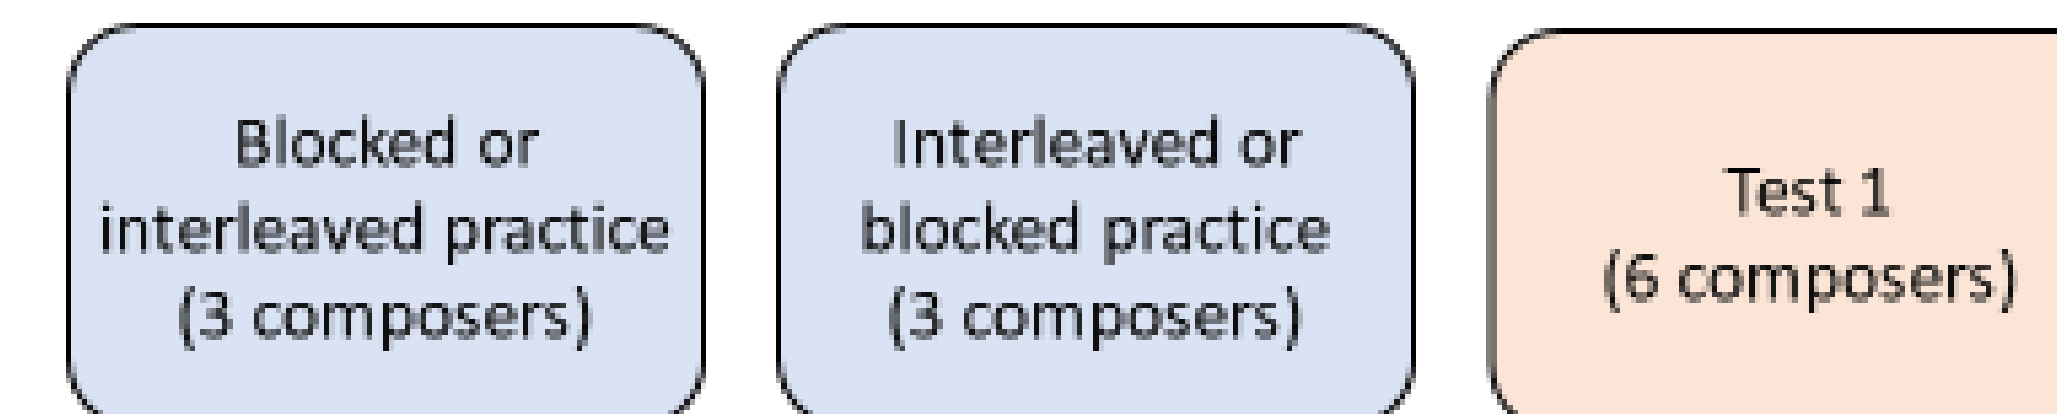 Blocked or
interleaved practice
(3 composers)
Interleaved or
blocked practice
(3 composers)
Test 1
(6 composers)